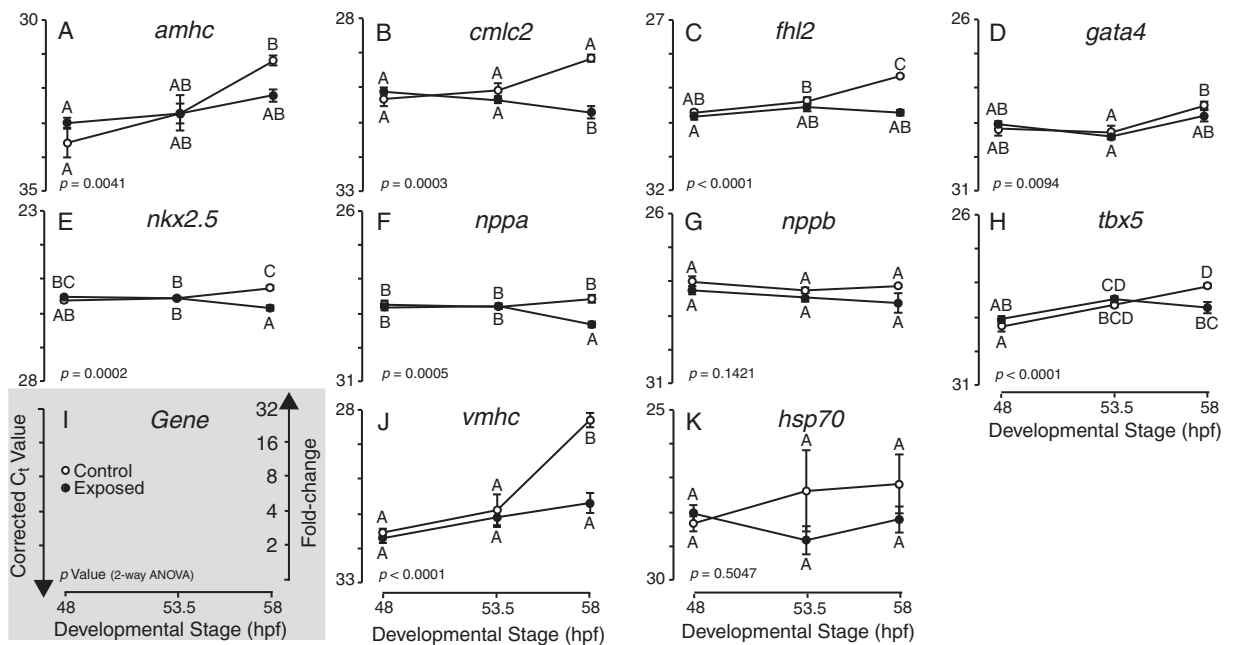 A amhc
30
35
A
A
AB
AB
B
AB
p = 0.0041
B cmlc2
28
33
A
A
A
A
A
B
p = 0.0003
C fhl2
27
32
AB
A
B
AB
C
AB
p < 0.0001
D gata4
26
31
AB
AB
A
A
B
AB
p = 0.0094
E nkx2.5
23
28
BC
AB
B
B
C
A
p = 0.0002
F nppa
26
31
B
B
B
B
B
A
p = 0.0005
G nppb
26
31
A
A
A
A
A
A
p = 0.1421
H tbx5
26
31
AB
A
CD
BCD
D
BC
p < 0.0001
48 53.5 58
Developmental Stage (hpf)
I Gene
Corrected Ct Value
Control
Exposed
32
16
8
4
2
Fold-change
p Value (2-way ANOVA)
48 53.5 58
Developmental Stage (hpf)
J vmhc
28
33
A
A
A
A
B
A
p < 0.0001
48 53.5 58
Developmental Stage (hpf)
K hsp70
25
30
A
A
A
A
A
A
p = 0.5047
48 53.5 58
Developmental Stage (hpf)